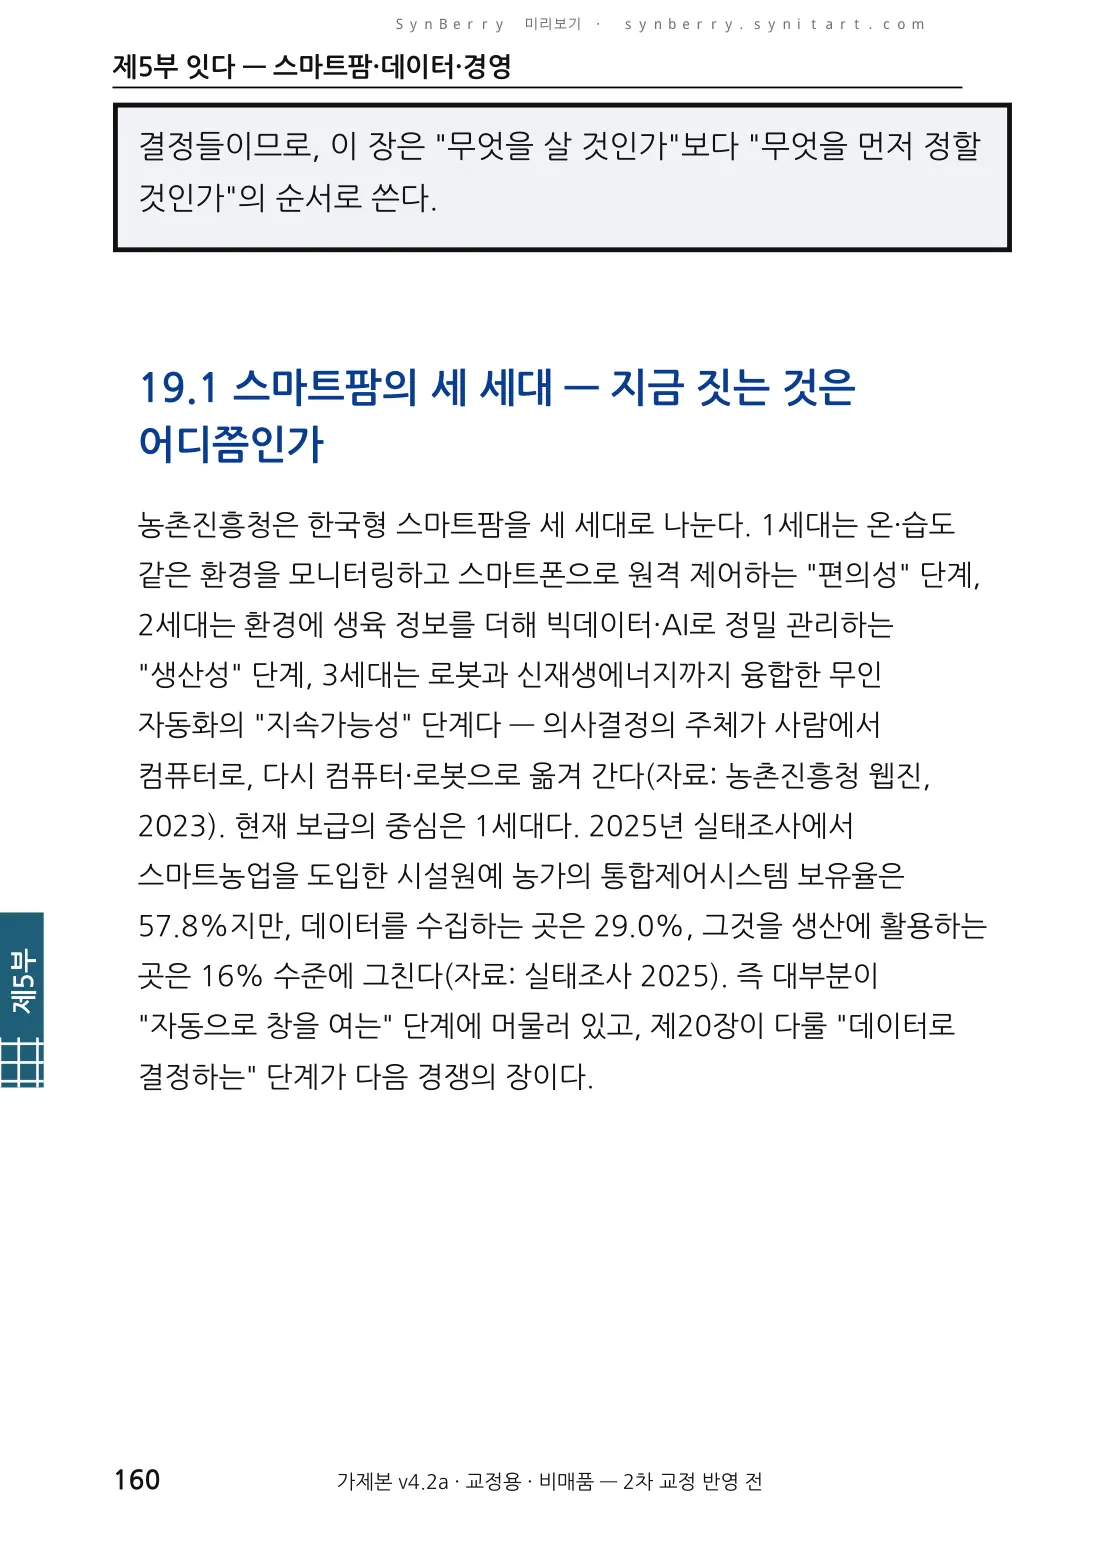 SynBerry 미리보기 · synberry.synitart.com
제5부 잇다 — 스마트팜·데이터·경영
결정들이므로, 이 장은 "무엇을 살 것인가"보다 "무엇을 먼저 정할
것인가"의 순서로 쓴다.
19.1 스마트팜의 세 세대 — 지금 짓는 것은
어디쯤인가
농촌진흥청은 한국형 스마트팜을 세 세대로 나눈다. 1세대는 온·습도
같은 환경을 모니터링하고 스마트폰으로 원격 제어하는 "편의성" 단계,
2세대는 환경에 생육 정보를 더해 빅데이터·AI로 정밀 관리하는
"생산성" 단계, 3세대는 로봇과 신재생에너지까지 융합한 무인
자동화의 "지속가능성" 단계다 — 의사결정의 주체가 사람에서
컴퓨터로, 다시 컴퓨터·로봇으로 옮겨 간다(자료: 농촌진흥청 웹진,
2023). 현재 보급의 중심은 1세대다. 2025년 실태조사에서
스마트농업을 도입한 시설원예 농가의 통합제어시스템 보유율은
57.8%지만, 데이터를 수집하는 곳은 29.0%, 그것을 생산에 활용하는
곳은 16% 수준에 그친다(자료: 실태조사 2025). 즉 대부분이
"자동으로 창을 여는" 단계에 머물러 있고, 제20장이 다룰 "데이터로
결정하는" 단계가 다음 경쟁의 장이다.
제5부
160
가제본 v4.2a · 교정용 · 비매품 — 2차 교정 반영 전